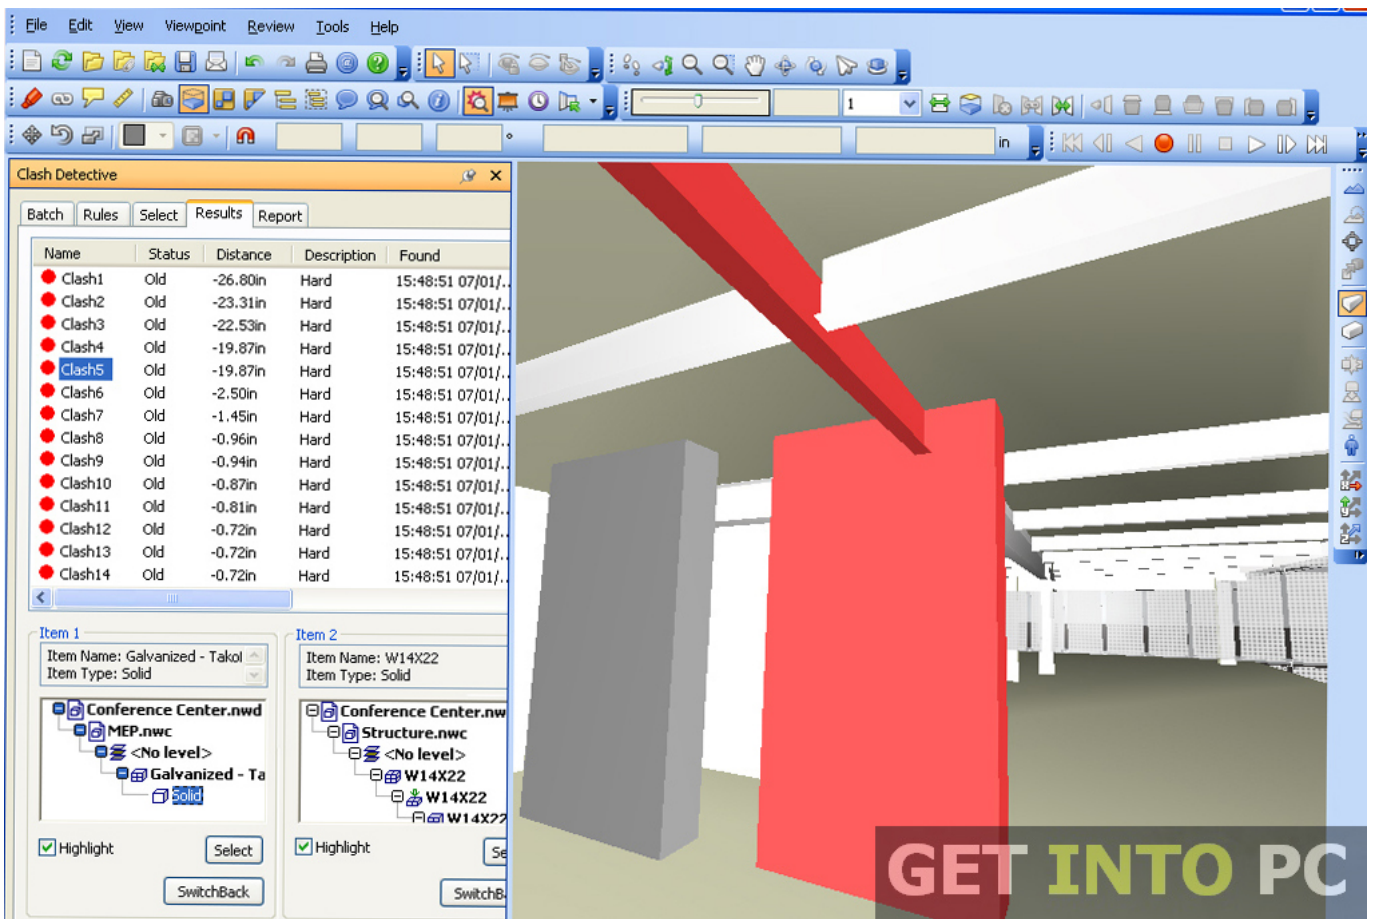 File Edit View Viewpoint Review Tools Help
1
in
Clash Detective
Batch Rules Select Results Report
Name Status Distance Description Found
Clash1 Old -26.80in Hard 15:48:51 07/01/..
Clash2 Old -23.31in Hard 15:48:51 07/01/..
Clash3 Old -22.53in Hard 15:48:51 07/01/..
Clash4 Old -19.87in Hard 15:48:51 07/01/..
Clash5 Old -19.87in Hard 15:48:51 07/01/..
Clash6 Old -2.50in Hard 15:48:51 07/01/..
Clash7 Old -1.45in Hard 15:48:51 07/01/..
Clash8 Old -0.96in Hard 15:48:51 07/01/..
Clash9 Old -0.94in Hard 15:48:51 07/01/..
Clash10 Old -0.87in Hard 15:48:51 07/01/..
Clash11 Old -0.81in Hard 15:48:51 07/01/..
Clash12 Old -0.72in Hard 15:48:51 07/01/..
Clash13 Old -0.72in Hard 15:48:51 07/01/..
Clash14 Old -0.72in Hard 15:48:51 07/01/..
Item 1
Item Name: Galvanized - Takol
Item Type: Solid
Conference Center.nwd
MEP.nwc
<No level>
Galvanized - Ta
Solid
Highlight
Select
SwitchBack
Item 2
Item Name: W14X22
Item Type: Solid
Conference Center.nw
Structure.nwc
<No level>
W14X22
W14X22
W14X22
Highlight
Se
SwitchB
GET INTO PC